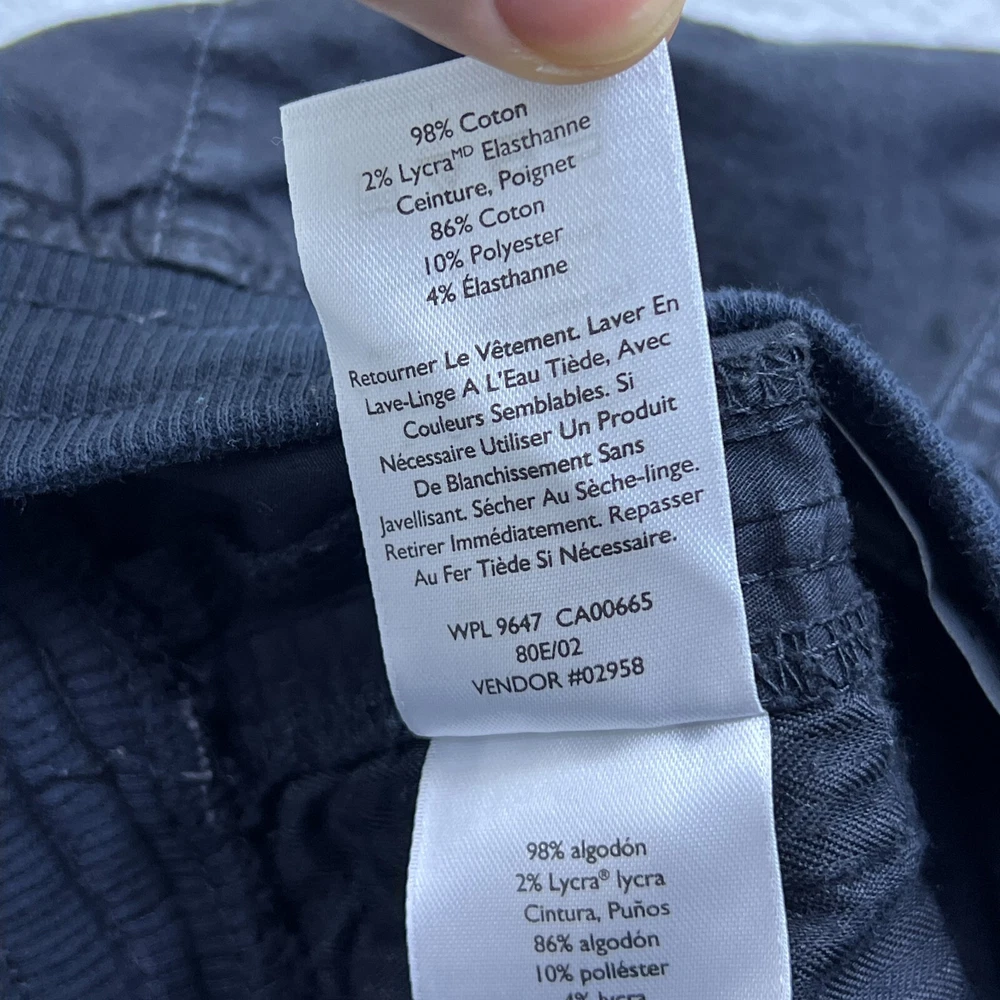 98% Coton
2% Lycraᴹᴰ Elasthanne
Ceinture, Poignet
86% Coton
10% Polyester
4% Élasthanne
Retourner Le Vêtement. Laver En
Lave-Linge A L'Eau Tiède, Avec
Couleurs Semblables. Si
Nécessaire Utiliser Un Produit
De Blanchissement Sans
Javellisant. Sécher Au Sèche-linge.
Retirer Immédiatement. Repasser
Au Fer Tiède Si Nécessaire.
WPL 9647 CA00665
80E/02
VENDOR #02958
98% algodón
2% Lycra® lycra
Cintura, Puños
86% algodón
10% poliéster
4% lycra